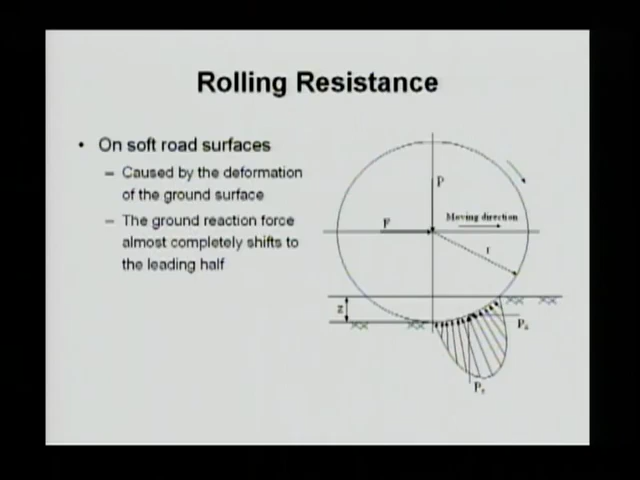 Rolling Resistance
• On soft road surfaces
– Caused by the deformation
of the ground surface
– The ground reaction force
almost completely shifts to
the leading half
P
F
Moving direction
r
z
Px